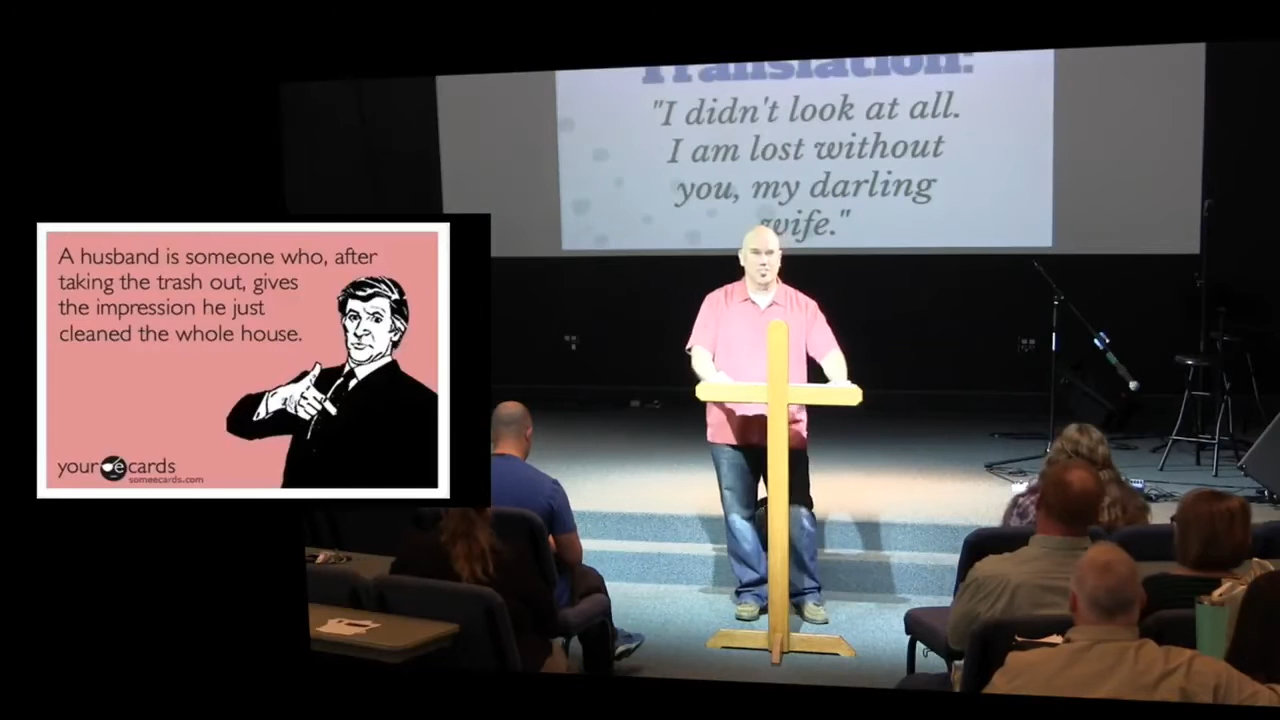 Translation:
"I didn't look at all.
I am lost without
you, my darling
wife."
A husband is someone who, after
taking the trash out, gives
the impression he just
cleaned the whole house.
your e cards
someecards.com